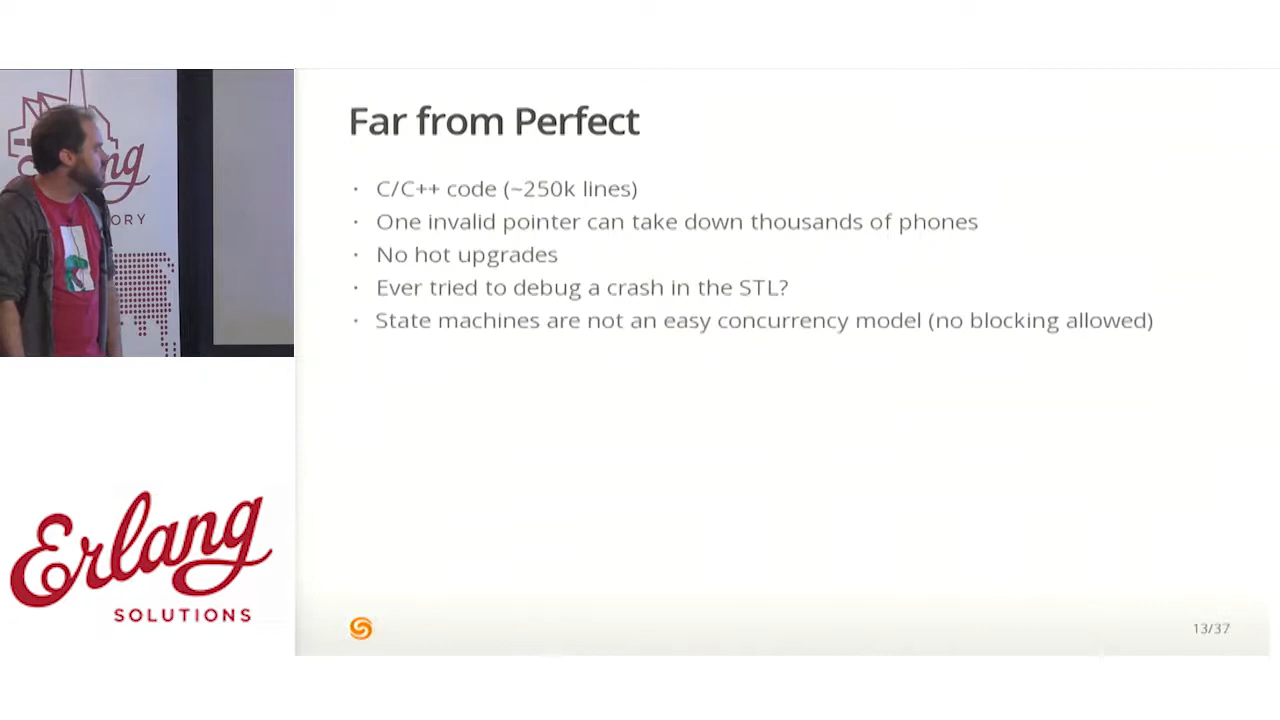 Far from Perfect
· C/C++ code (~250k lines)
· One invalid pointer can take down thousands of phones
· No hot upgrades
· Ever tried to debug a crash in the STL?
· State machines are not an easy concurrency model (no blocking allowed)
13/37
Erlang
SOLUTIONS